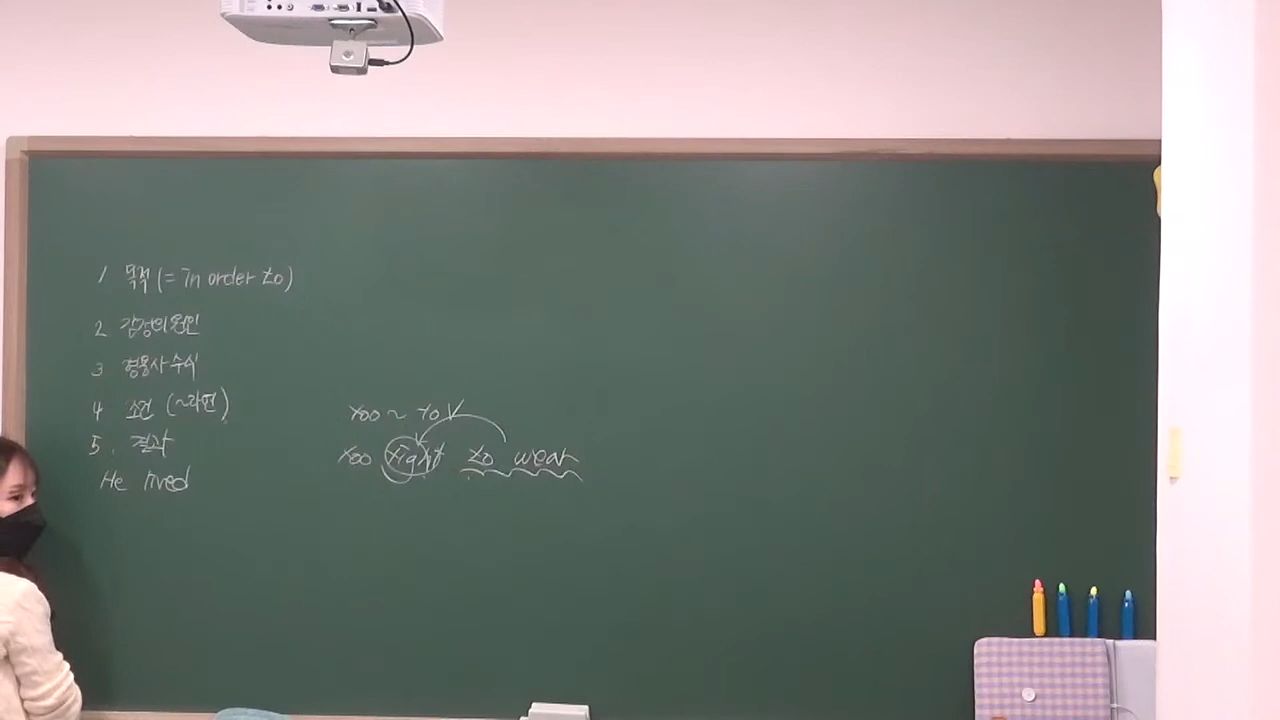 1 목적 (= in order to)
2 감정의 원인
3 형용사 수식
4 조건 (~라면)
5. 결과
He lived
too ~ to V
too tight to wear